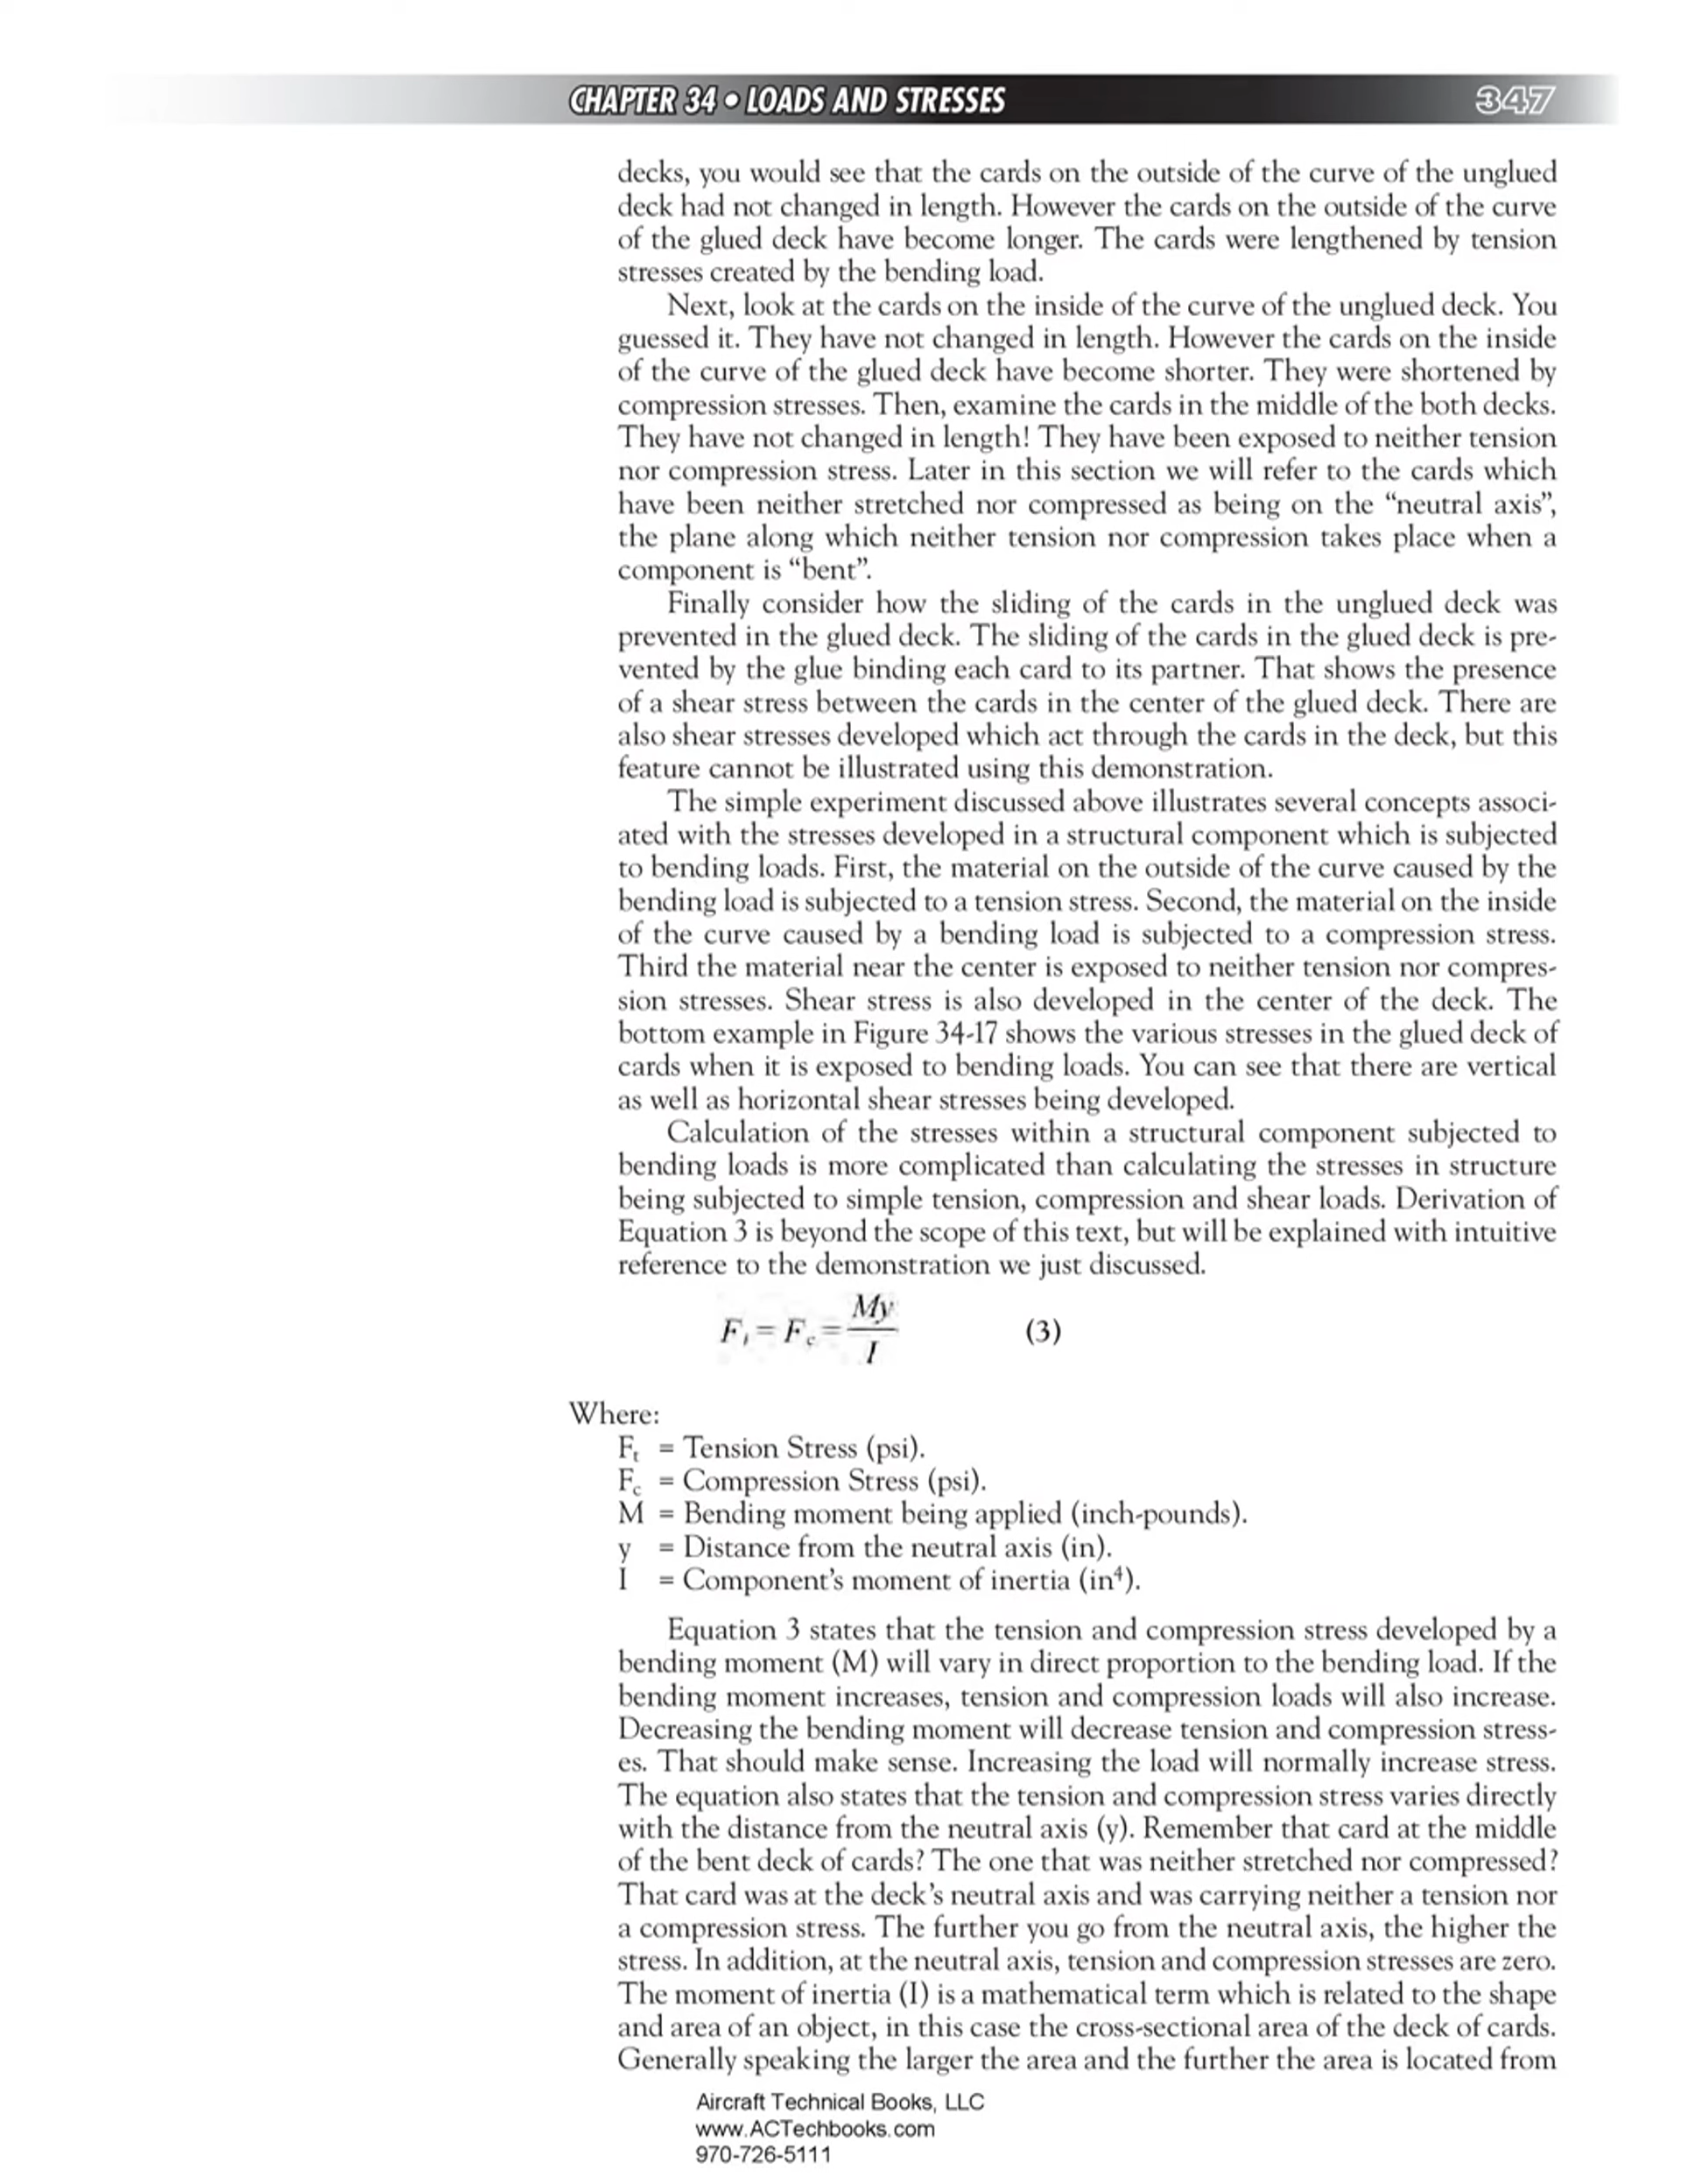 CHAPTER 34 • LOADS AND STRESSES 347
decks, you would see that the cards on the outside of the curve of the unglued
deck had not changed in length. However the cards on the outside of the curve
of the glued deck have become longer. The cards were lengthened by tension
stresses created by the bending load.
Next, look at the cards on the inside of the curve of the unglued deck. You
guessed it. They have not changed in length. However the cards on the inside
of the curve of the glued deck have become shorter. They were shortened by
compression stresses. Then, examine the cards in the middle of the both decks.
They have not changed in length! They have been exposed to neither tension
nor compression stress. Later in this section we will refer to the cards which
have been neither stretched nor compressed as being on the “neutral axis”,
the plane along which neither tension nor compression takes place when a
component is “bent”.
Finally consider how the sliding of the cards in the unglued deck was
prevented in the glued deck. The sliding of the cards in the glued deck is pre-
vented by the glue binding each card to its partner. That shows the presence
of a shear stress between the cards in the center of the glued deck. There are
also shear stresses developed which act through the cards in the deck, but this
feature cannot be illustrated using this demonstration.
The simple experiment discussed above illustrates several concepts associ-
ated with the stresses developed in a structural component which is subjected
to bending loads. First, the material on the outside of the curve caused by the
bending load is subjected to a tension stress. Second, the material on the inside
of the curve caused by a bending load is subjected to a compression stress.
Third the material near the center is exposed to neither tension nor compres-
sion stresses. Shear stress is also developed in the center of the deck. The
bottom example in Figure 34-17 shows the various stresses in the glued deck of
cards when it is exposed to bending loads. You can see that there are vertical
as well as horizontal shear stresses being developed.
Calculation of the stresses within a structural component subjected to
bending loads is more complicated than calculating the stresses in structure
being subjected to simple tension, compression and shear loads. Derivation of
Equation 3 is beyond the scope of this text, but will be explained with intuitive
reference to the demonstration we just discussed.
Ft = Fc = My/I (3)
Where:
Ft = Tension Stress (psi).
Fc = Compression Stress (psi).
M = Bending moment being applied (inch-pounds).
y = Distance from the neutral axis (in).
I = Component’s moment of inertia (in⁴).
Equation 3 states that the tension and compression stress developed by a
bending moment (M) will vary in direct proportion to the bending load. If the
bending moment increases, tension and compression loads will also increase.
Decreasing the bending moment will decrease tension and compression stress-
es. That should make sense. Increasing the load will normally increase stress.
The equation also states that the tension and compression stress varies directly
with the distance from the neutral axis (y). Remember that card at the middle
of the bent deck of cards? The one that was neither stretched nor compressed?
That card was at the deck’s neutral axis and was carrying neither a tension nor
a compression stress. The further you go from the neutral axis, the higher the
stress. In addition, at the neutral axis, tension and compression stresses are zero.
The moment of inertia (I) is a mathematical term which is related to the shape
and area of an object, in this case the cross-sectional area of the deck of cards.
Generally speaking the larger the area and the further the area is located from
Aircraft Technical Books, LLC
www.ACTechbooks.com
970-726-5111